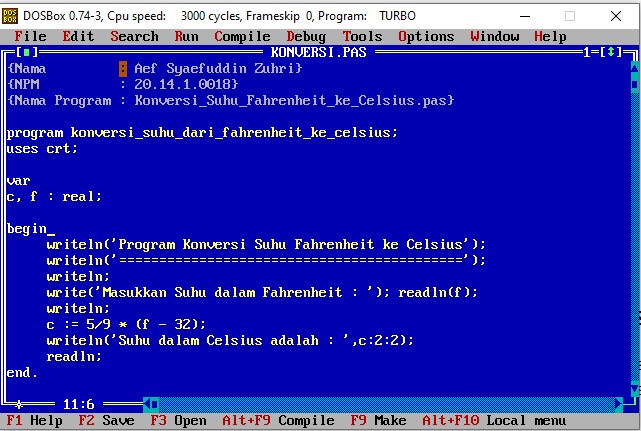 DOSBox 0.74-3, Cpu speed: 3000 cycles, Frameskip 0, Program: TURBO
File Edit Search Run Compile Debug Tools Options Window Help
[■] KONVERSI.PAS 1=[↕]
{Nama : Aef Syaefuddin Zuhri}
{NPM : 20.14.1.0018}
{Nama Program : Konversi_Suhu_Fahrenheit_ke_Celsius.pas}
program konversi_suhu_dari_fahrenheit_ke_celsius;
uses crt;
var
c, f : real;
begin
writeln('Program Konversi Suhu Fahrenheit ke Celsius');
writeln('===========================================');
writeln;
write('Masukkan Suhu dalam Fahrenheit : '); readln(f);
writeln;
c := 5/9 * (f - 32);
writeln('Suhu dalam Celsius adalah : ',c:2:2);
readln;
end.
* 11:6
F1 Help F2 Save F3 Open Alt+F9 Compile F9 Make Alt+F10 Local menu